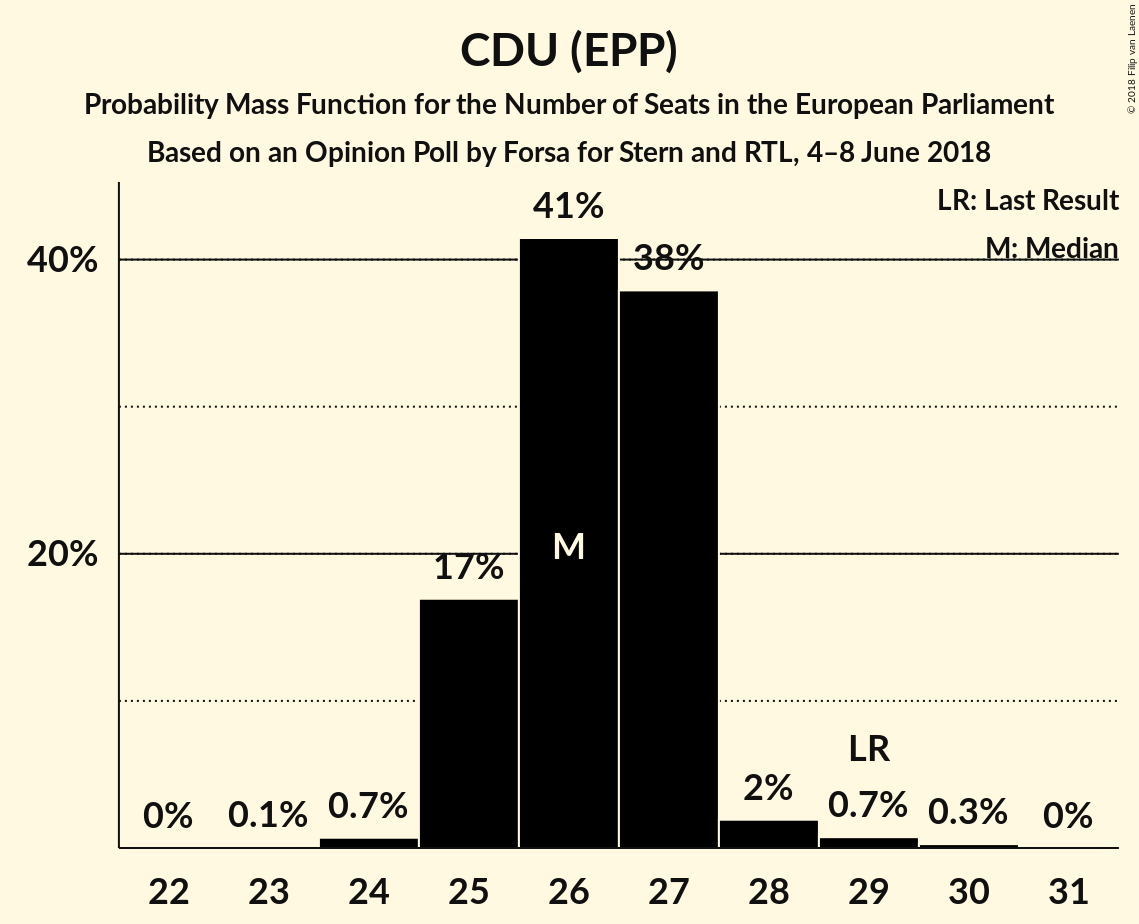 CDU (EPP)
Probability Mass Function for the Number of Seats in the European Parliament
Based on an Opinion Poll by Forsa for Stern and RTL, 4–8 June 2018
© 2018 Filip van Laenen
LR: Last Result
M: Median
40%
20%
0%
0.1%
0.7%
17%
41%
M
38%
2%
LR
0.7%
0.3%
0%
22 23 24 25 26 27 28 29 30 31